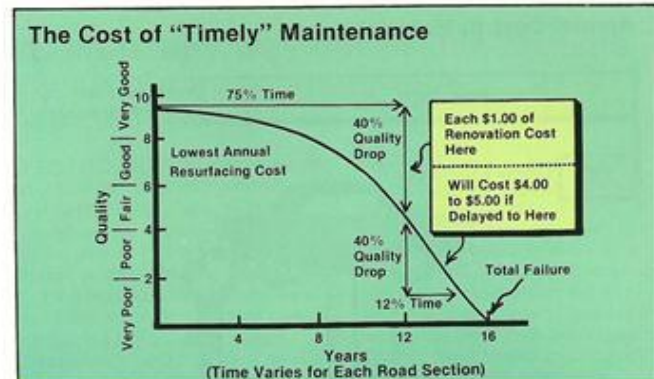 The Cost of “Timely” Maintenance
75% Time
10
8
6
4
2
Very Good
Good
Fair
Poor
Very Poor
Quality
Lowest Annual
Resurfacing Cost
40%
Quality
Drop
Each $1.00 of
Renovation Cost
Here
Will Cost $4.00
to $5.00 if
Delayed to Here
40%
Quality
Drop
12% Time
Total Failure
4
8
12
16
Years
(Time Varies for Each Road Section)